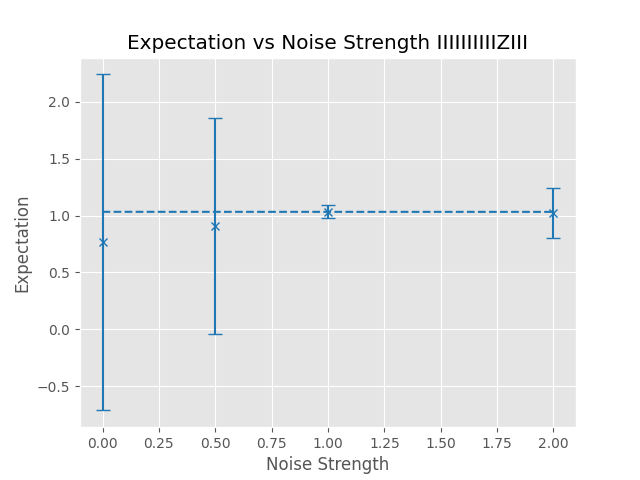 Expectation vs Noise Strength IIIIIIIIIIZIII
2.0
1.5
1.0
0.5
0.0
−0.5
Expectation
0.00 0.25 0.50 0.75 1.00 1.25 1.50 1.75 2.00
Noise Strength